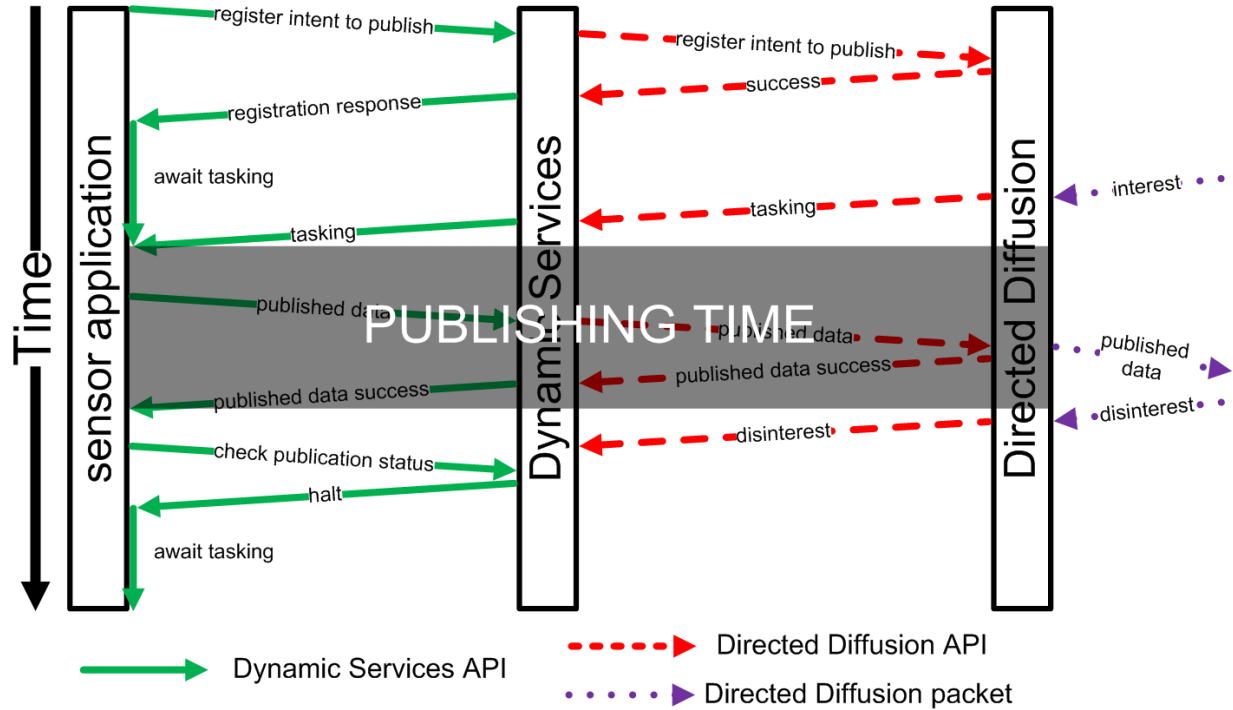 register intent to publish
register intent to publish
success
registration response
await tasking
interest
tasking
tasking
published data
PUBLISHING TIME
published data
published
data
published data success
published data success
disinterest
disinterest
check publication status
halt
await tasking
Time
sensor application
Dynamic Services
Directed Diffusion
Dynamic Services API
Directed Diffusion API
Directed Diffusion packet